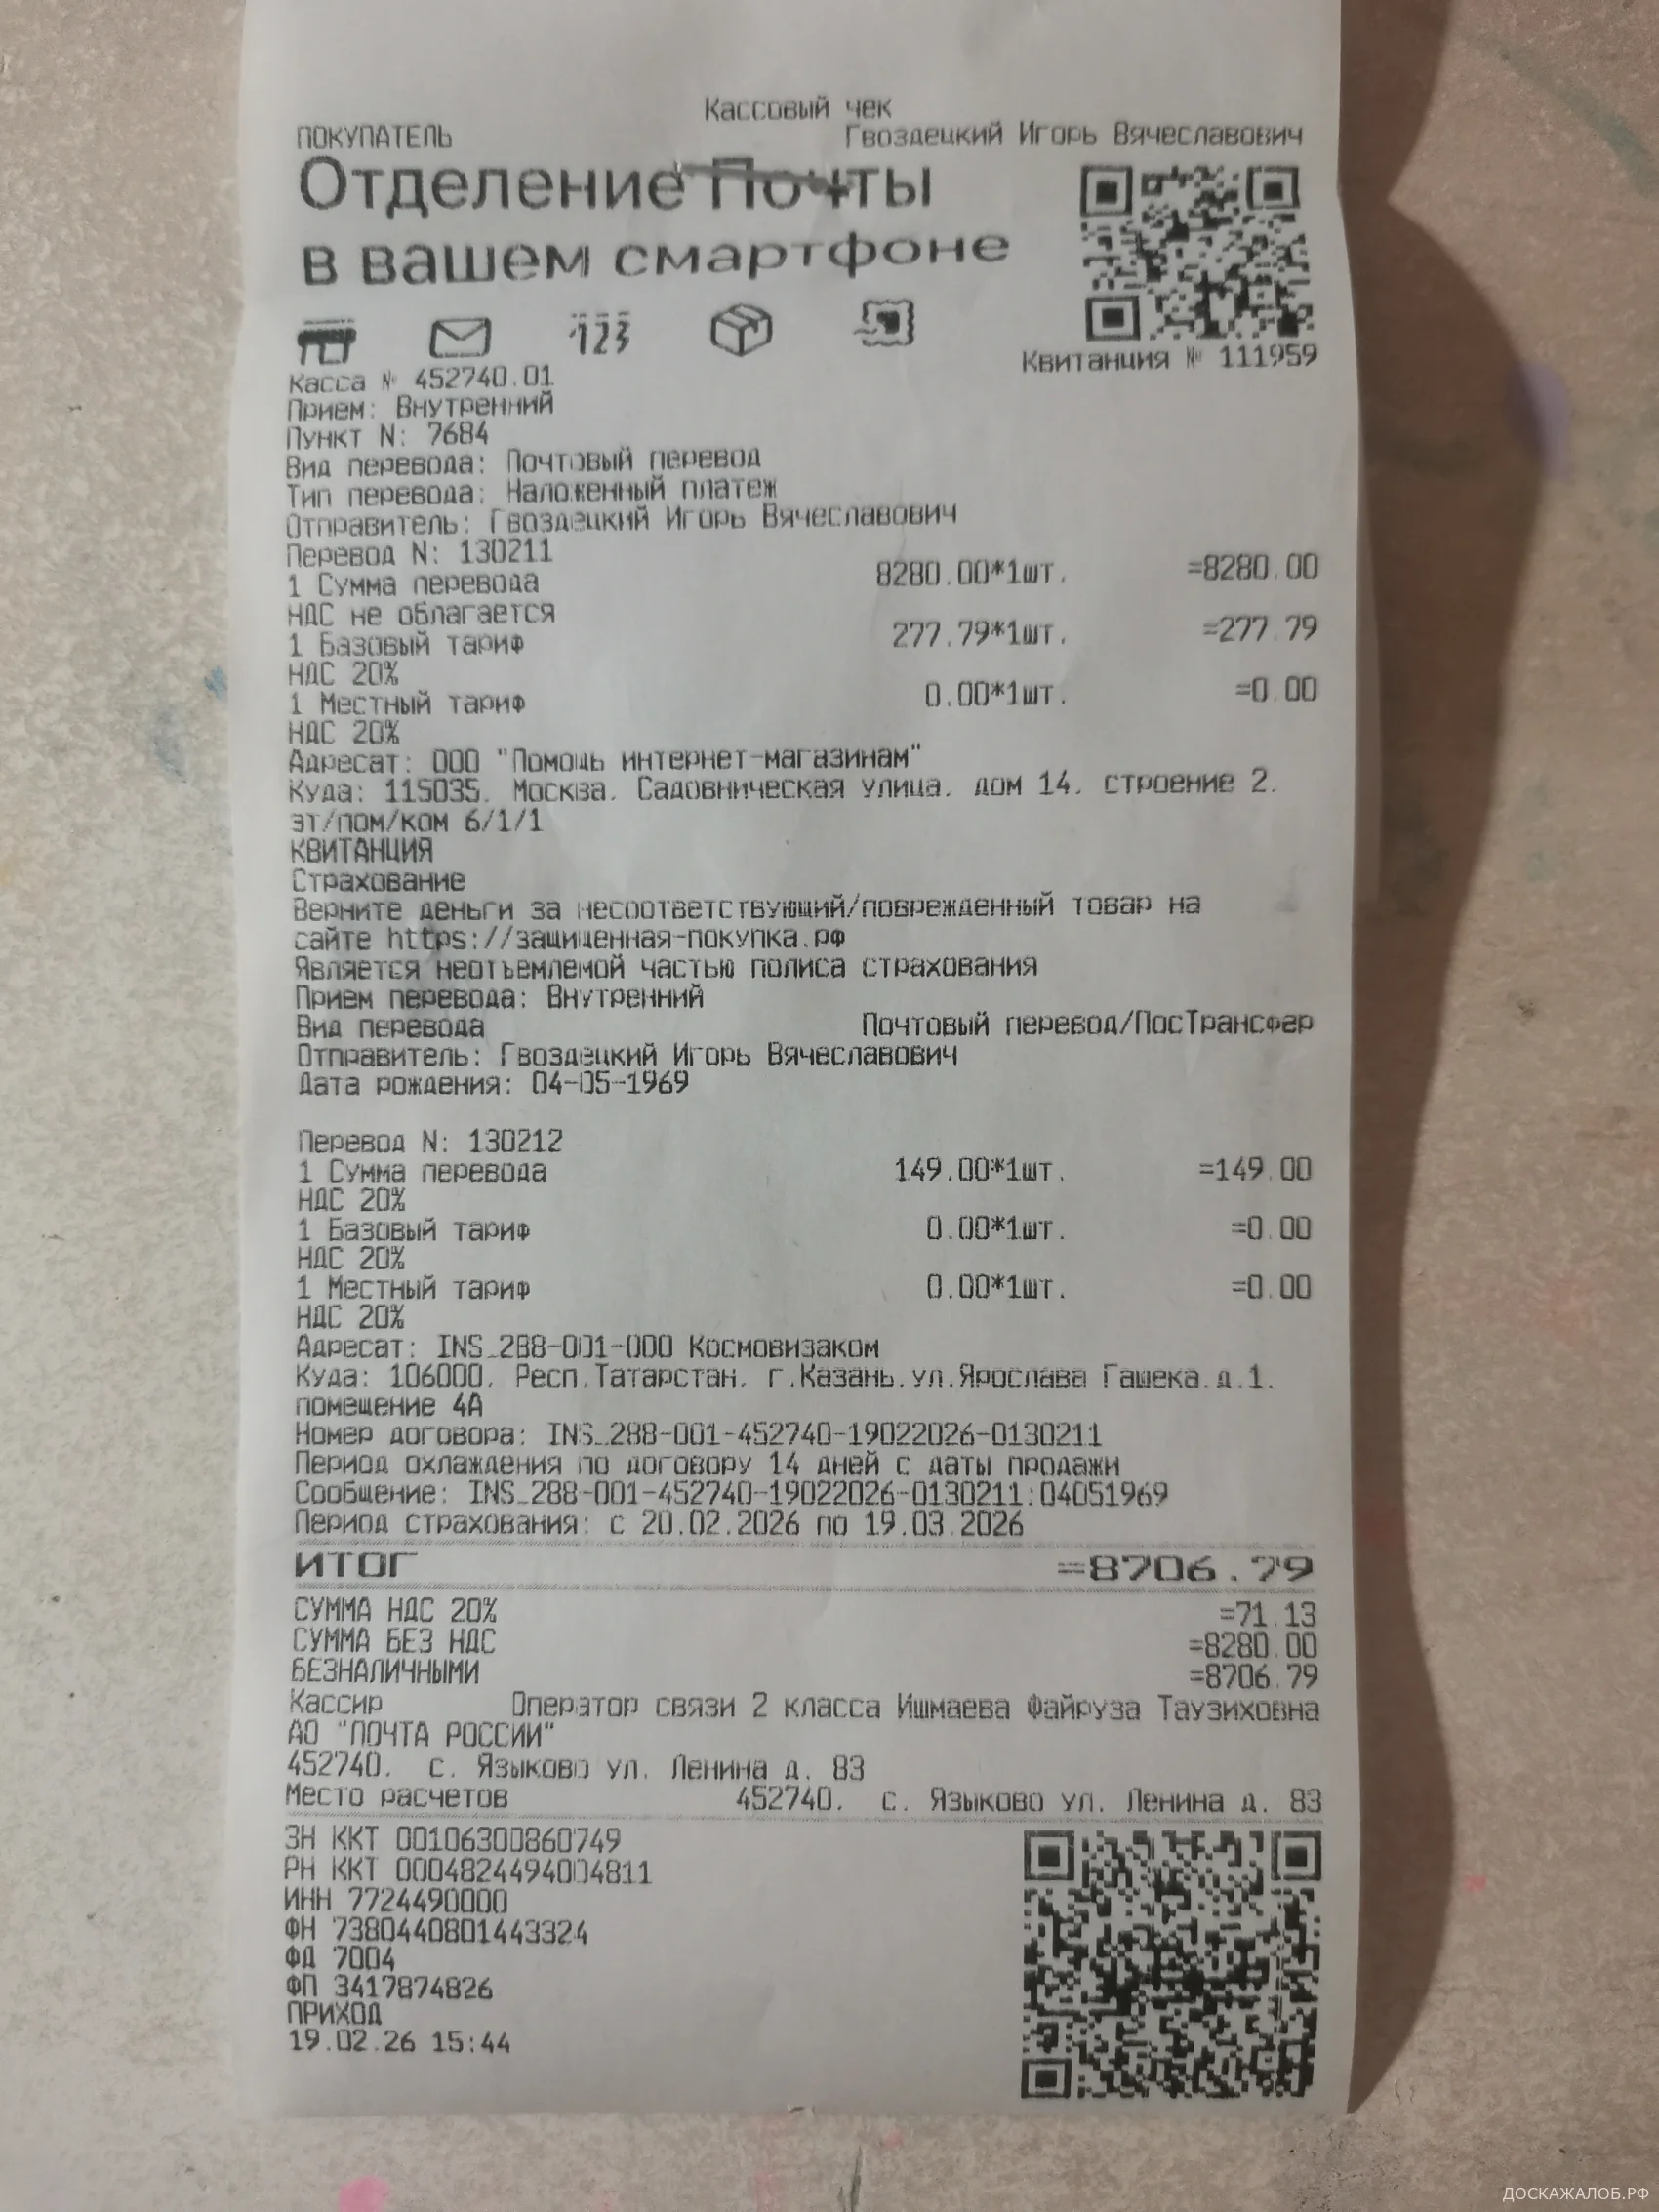 Кассовый чек
ПОКУПАТЕЛЬ Гвоздецкий Игорь Вячеславович
Отделение Почты
в вашем смартфоне
123
Квитанция № 111959
Касса № 452740.01
Прием: Внутренний
Пункт N: 7684
Вид перевода: Почтовый перевод
Тип перевода: Наложенный платеж
Отправитель: Гвоздецкий Игорь Вячеславович
Перевод N: 130211
1 Сумма перевода 8280.00*1шт. =8280.00
НДС не облагается
1 Базовый тариф 277.79*1шт. =277.79
НДС 20%
1 Местный тариф 0.00*1шт. =0.00
НДС 20%
Адресат: ООО "Помощь интернет-магазинам"
Куда: 115035, Москва, Садовническая улица, дом 14, строение 2,
эт/пом/ком 6/1/1
КВИТАНЦИЯ
Страхование
Верните деньги за несоответствующий/поврежденный товар на
сайте https://защищенная-покупка.рф
Является неотъемлемой частью полиса страхования
Прием перевода: Внутренний
Вид перевода Почтовый перевод/ПосТрансфер
Отправитель: Гвоздецкий Игорь Вячеславович
Дата рождения: 04-05-1969
Перевод N: 130212
1 Сумма перевода 149.00*1шт. =149.00
НДС 20%
1 Базовый тариф 0.00*1шт. =0.00
НДС 20%
1 Местный тариф 0.00*1шт. =0.00
НДС 20%
Адресат: INS_288-001-000 Космовизаком
Куда: 106000, Респ.Татарстан, г.Казань,ул.Ярослава Гашека,д.1,
помещение 4А
Номер договора: INS_288-001-452740-19022026-0130211
Период охлаждения по договору 14 дней с даты продажи
Сообщение: INS_288-001-452740-19022026-0130211:04051969
Период страхования: с 20.02.2026 по 19.03.2026
ИТОГ =8706.79
СУММА НДС 20% =71.13
СУММА БЕЗ НДС =8280.00
БЕЗНАЛИЧНЫМИ =8706.79
Кассир Оператор связи 2 класса Ишмаева Файруза Таузиховна
АО "ПОЧТА РОССИИ"
452740, с. Языково ул. Ленина д. 83
Место расчетов 452740, с. Языково ул. Ленина д. 83
ЗН ККТ 00106300860749
РН ККТ 0004824494004811
ИНН 7724490000
ФН 7380440801443324
ФД 7004
ФП 3417874826
ПРИХОД
19.02.26 15:44
ДОСКАЖАЛОБ.РФ